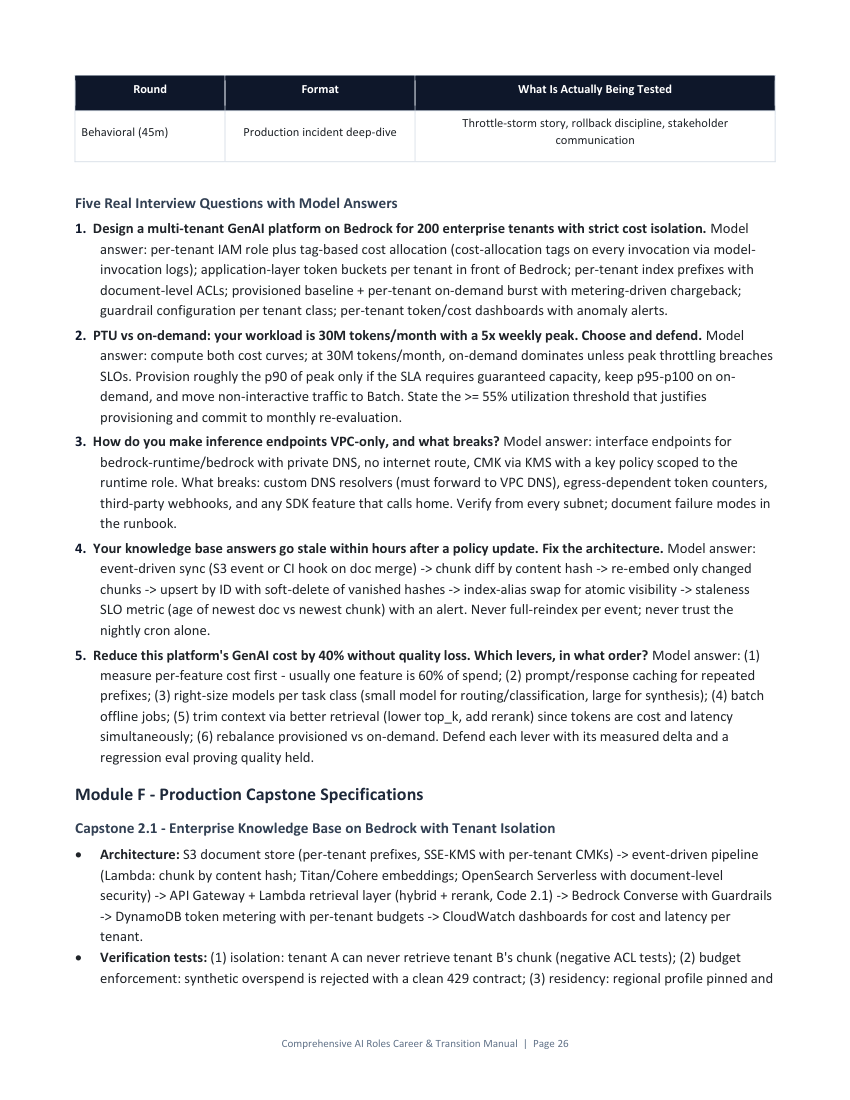 Round Format What Is Actually Being Tested
Behavioral (45m) Production incident deep-dive Throttle-storm story, rollback discipline, stakeholder
communication
Five Real Interview Questions with Model Answers
1. Design a multi-tenant GenAI platform on Bedrock for 200 enterprise tenants with strict cost isolation. Model
answer: per-tenant IAM role plus tag-based cost allocation (cost-allocation tags on every invocation via model-
invocation logs); application-layer token buckets per tenant in front of Bedrock; per-tenant index prefixes with
document-level ACLs; provisioned baseline + per-tenant on-demand burst with metering-driven chargeback;
guardrail configuration per tenant class; per-tenant token/cost dashboards with anomaly alerts.
2. PTU vs on-demand: your workload is 30M tokens/month with a 5x weekly peak. Choose and defend. Model
answer: compute both cost curves; at 30M tokens/month, on-demand dominates unless peak throttling breaches
SLOs. Provision roughly the p90 of peak only if the SLA requires guaranteed capacity, keep p95-p100 on on-
demand, and move non-interactive traffic to Batch. State the >= 55% utilization threshold that justifies
provisioning and commit to monthly re-evaluation.
3. How do you make inference endpoints VPC-only, and what breaks? Model answer: interface endpoints for
bedrock-runtime/bedrock with private DNS, no internet route, CMK via KMS with a key policy scoped to the
runtime role. What breaks: custom DNS resolvers (must forward to VPC DNS), egress-dependent token counters,
third-party webhooks, and any SDK feature that calls home. Verify from every subnet; document failure modes in
the runbook.
4. Your knowledge base answers go stale within hours after a policy update. Fix the architecture. Model answer:
event-driven sync (S3 event or CI hook on doc merge) -> chunk diff by content hash -> re-embed only changed
chunks -> upsert by ID with soft-delete of vanished hashes -> index-alias swap for atomic visibility -> staleness
SLO metric (age of newest doc vs newest chunk) with an alert. Never full-reindex per event; never trust the
nightly cron alone.
5. Reduce this platform's GenAI cost by 40% without quality loss. Which levers, in what order? Model answer: (1)
measure per-feature cost first - usually one feature is 60% of spend; (2) prompt/response caching for repeated
prefixes; (3) right-size models per task class (small model for routing/classification, large for synthesis); (4) batch
offline jobs; (5) trim context via better retrieval (lower top_k, add rerank) since tokens are cost and latency
simultaneously; (6) rebalance provisioned vs on-demand. Defend each lever with its measured delta and a
regression eval proving quality held.
Module F - Production Capstone Specifications
Capstone 2.1 - Enterprise Knowledge Base on Bedrock with Tenant Isolation
• Architecture: S3 document store (per-tenant prefixes, SSE-KMS with per-tenant CMKs) -> event-driven pipeline
(Lambda: chunk by content hash; Titan/Cohere embeddings; OpenSearch Serverless with document-level
security) -> API Gateway + Lambda retrieval layer (hybrid + rerank, Code 2.1) -> Bedrock Converse with Guardrails
-> DynamoDB token metering with per-tenant budgets -> CloudWatch dashboards for cost and latency per
tenant.
• Verification tests: (1) isolation: tenant A can never retrieve tenant B's chunk (negative ACL tests); (2) budget
enforcement: synthetic overspend is rejected with a clean 429 contract; (3) residency: regional profile pinned and
Comprehensive AI Roles Career & Transition Manual | Page 26